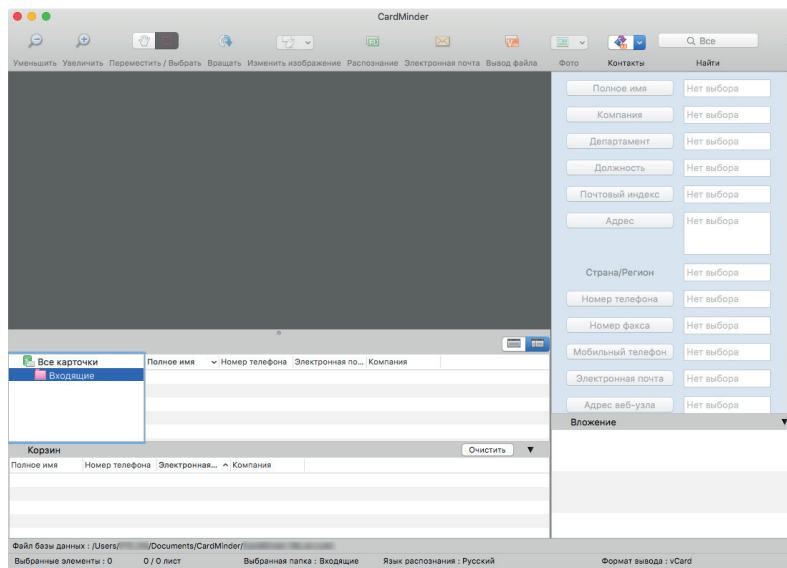 CardMinder
Все
Уменьшить Увеличить Переместить / Выбрать Вращать Изменить изображение Распознание Электронная почта Вывод файла Фото Контакты Найти
Полное имя Нет выбора
Компания Нет выбора
Департамент Нет выбора
Должность Нет выбора
Почтовый индекс Нет выбора
Адрес Нет выбора
Страна/Регион Нет выбора
Номер телефона Нет выбора
Номер факса Нет выбора
Мобильный телефон Нет выбора
Электронная почта Нет выбора
Адрес веб-узла Нет выбора
Вложение
Все карточки
Входящие
Полное имя Номер телефона Электронная по... Компания
Корзин Очистить
Полное имя Номер телефона Электронная... Компания
Файл базы данных : /Users/ /Documents/CardMinder/
Выбранные элементы : 0 0 / 0 лист Выбранная папка : Входящие Язык распознания : Русский Формат вывода : vCard